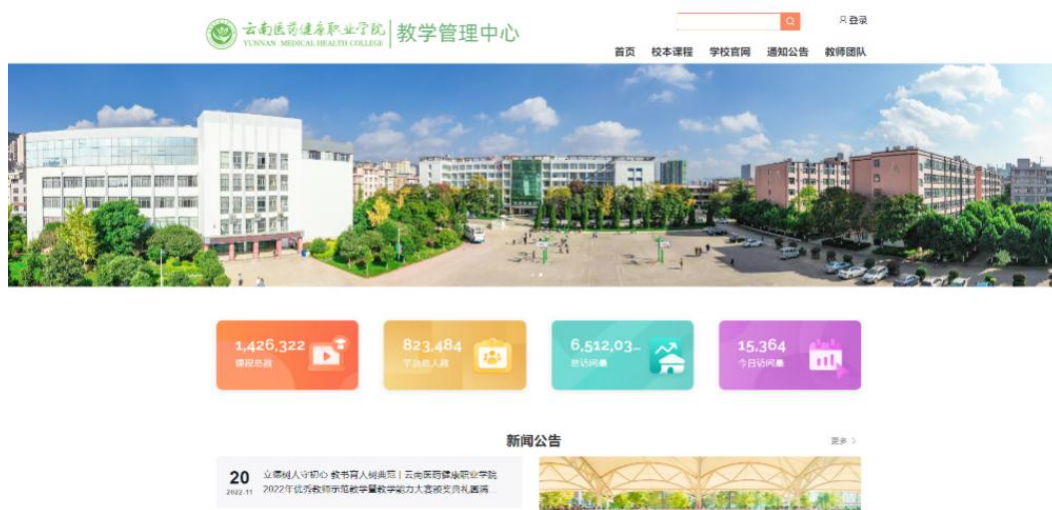 云南医药健康职业学院 教学管理中心
YUNNAN MEDICAL HEALTH COLLEGE
登录
首页 校本课程 学校官网 通知公告 教师团队
1,426,322
课程总数
823,484
平台总人数
6,512,03...
总访问量
15,364
今日访问量
新闻公告
更多 >
20
2022-11
立德树人守初心 教书育人树典范丨云南医药健康职业学院
2022年优秀教师示范教学暨教学能力大赛颁奖典礼圆满...